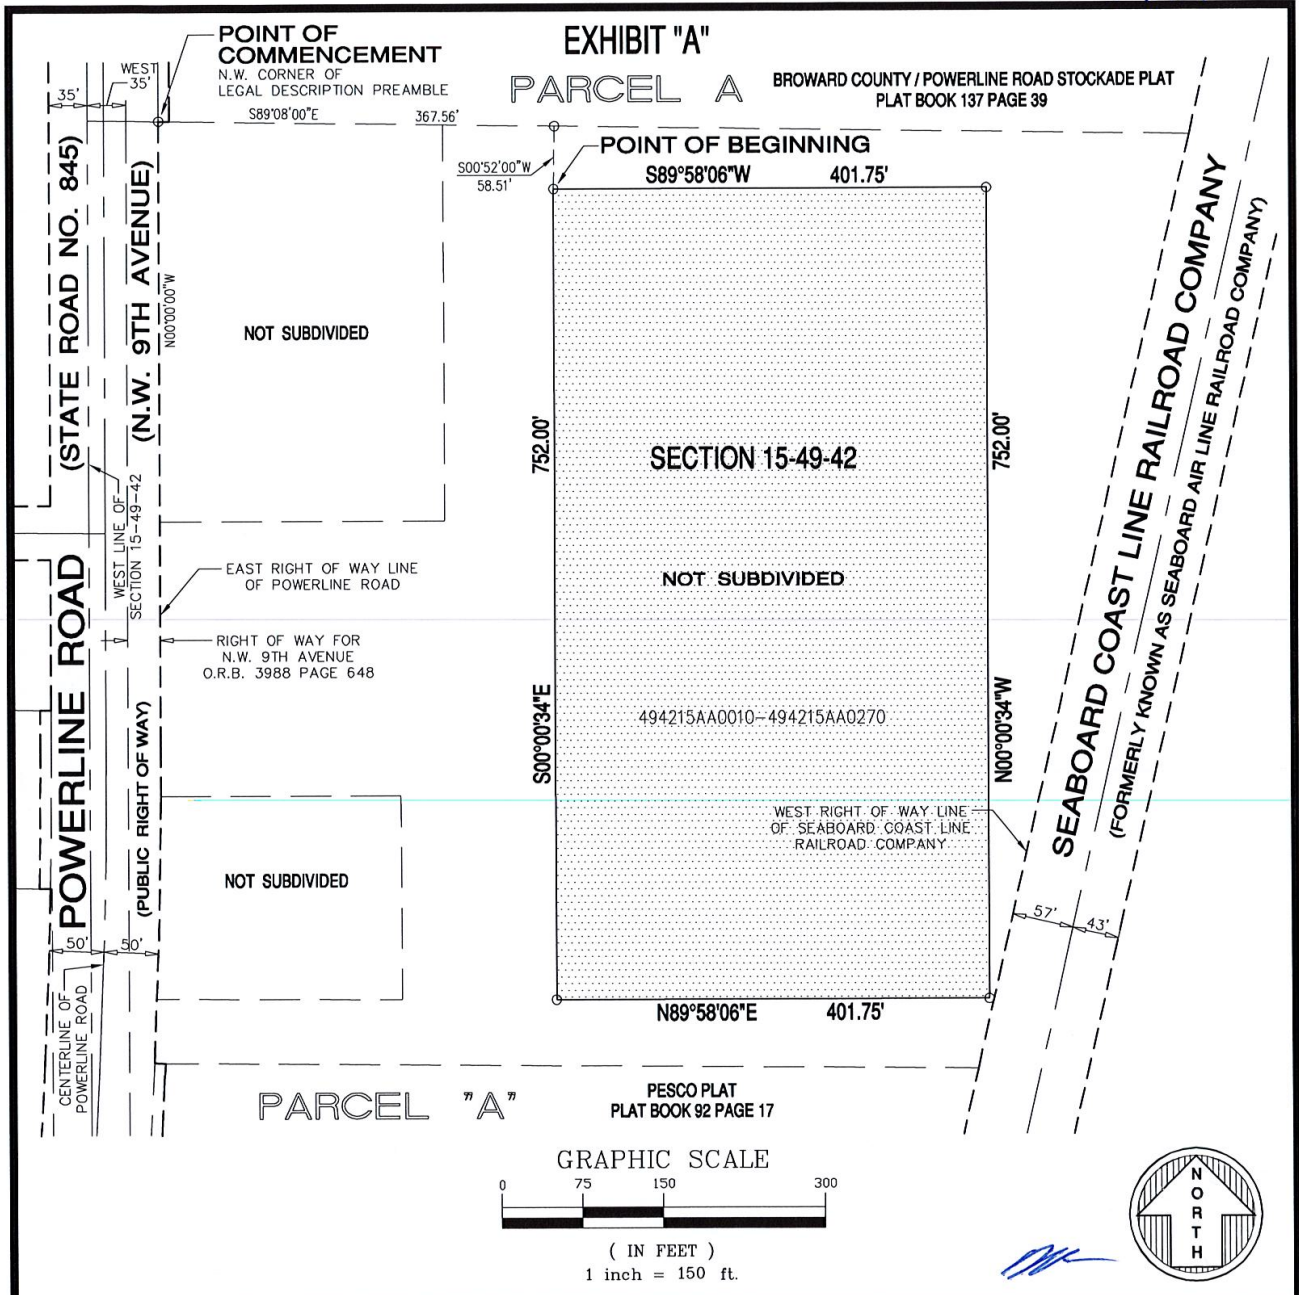 EXHIBIT "A"
POINT OF
COMMENCEMENT
N.W. CORNER OF
LEGAL DESCRIPTION PREAMBLE
WEST
35'
35'
S89°08'00"E
367.56'
PARCEL A
BROWARD COUNTY / POWERLINE ROAD STOCKADE PLAT
PLAT BOOK 137 PAGE 39
POINT OF BEGINNING
S00°52'00"W
58.51'
S89°58'06"W
401.75'
(STATE ROAD NO. 845)
(N.W. 9TH AVENUE)
N00°00'00"W
NOT SUBDIVIDED
752.00'
SECTION 15-49-42
752.00'
SEABOARD COAST LINE RAILROAD COMPANY
(FORMERLY KNOWN AS SEABOARD AIR LINE RAILROAD COMPANY)
WEST LINE OF
SECTION 15-49-42
POWERLINE ROAD
EAST RIGHT OF WAY LINE
OF POWERLINE ROAD
NOT SUBDIVIDED
RIGHT OF WAY FOR
N.W. 9TH AVENUE
O.R.B. 3988 PAGE 648
S00°00'34"E
494215AA0010-494215AA0270
N00°00'34"W
(PUBLIC RIGHT OF WAY)
WEST RIGHT OF WAY LINE
OF SEABOARD COAST LINE
RAILROAD COMPANY
NOT SUBDIVIDED
57'
43'
50'
50'
CENTERLINE OF
POWERLINE ROAD
N89°58'06"E
401.75'
PARCEL "A"
PESCO PLAT
PLAT BOOK 92 PAGE 17
GRAPHIC SCALE
0 75 150 300
( IN FEET )
1 inch = 150 ft.
NORTH